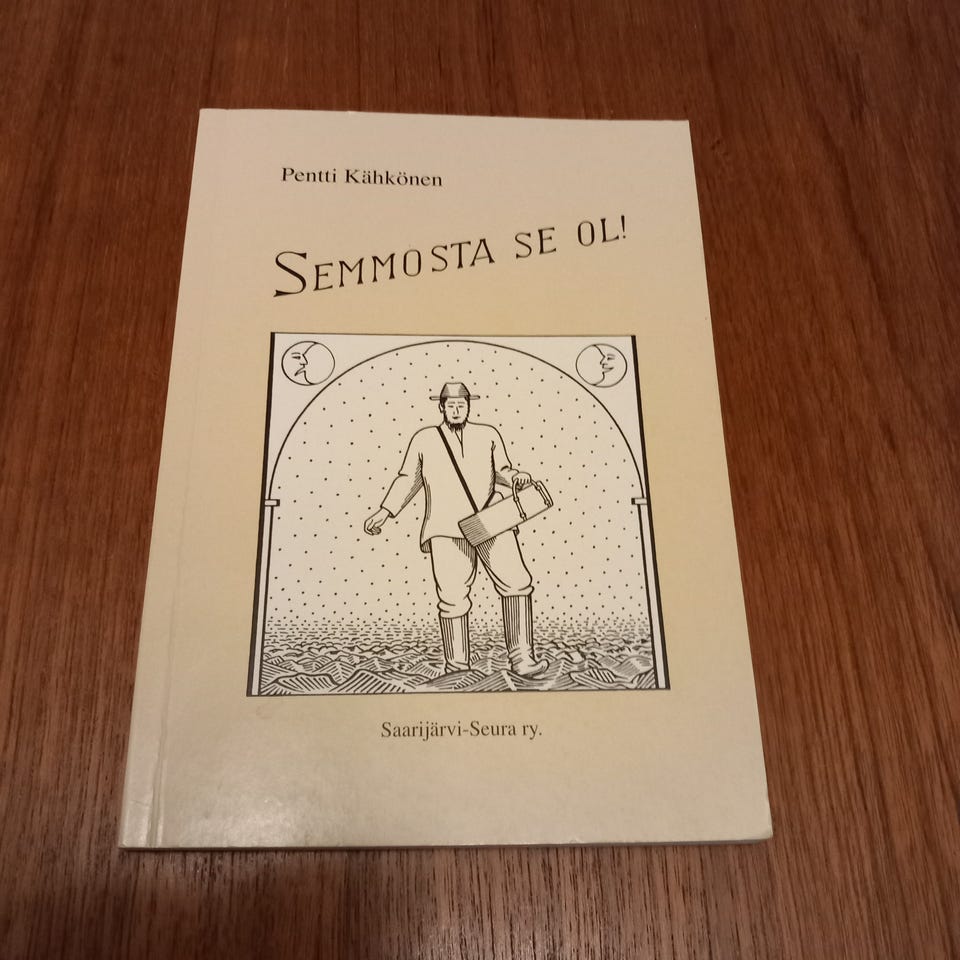 Pentti Kähkönen
SEMMOSTA SE OL!
Saarijärvi-Seura ry.